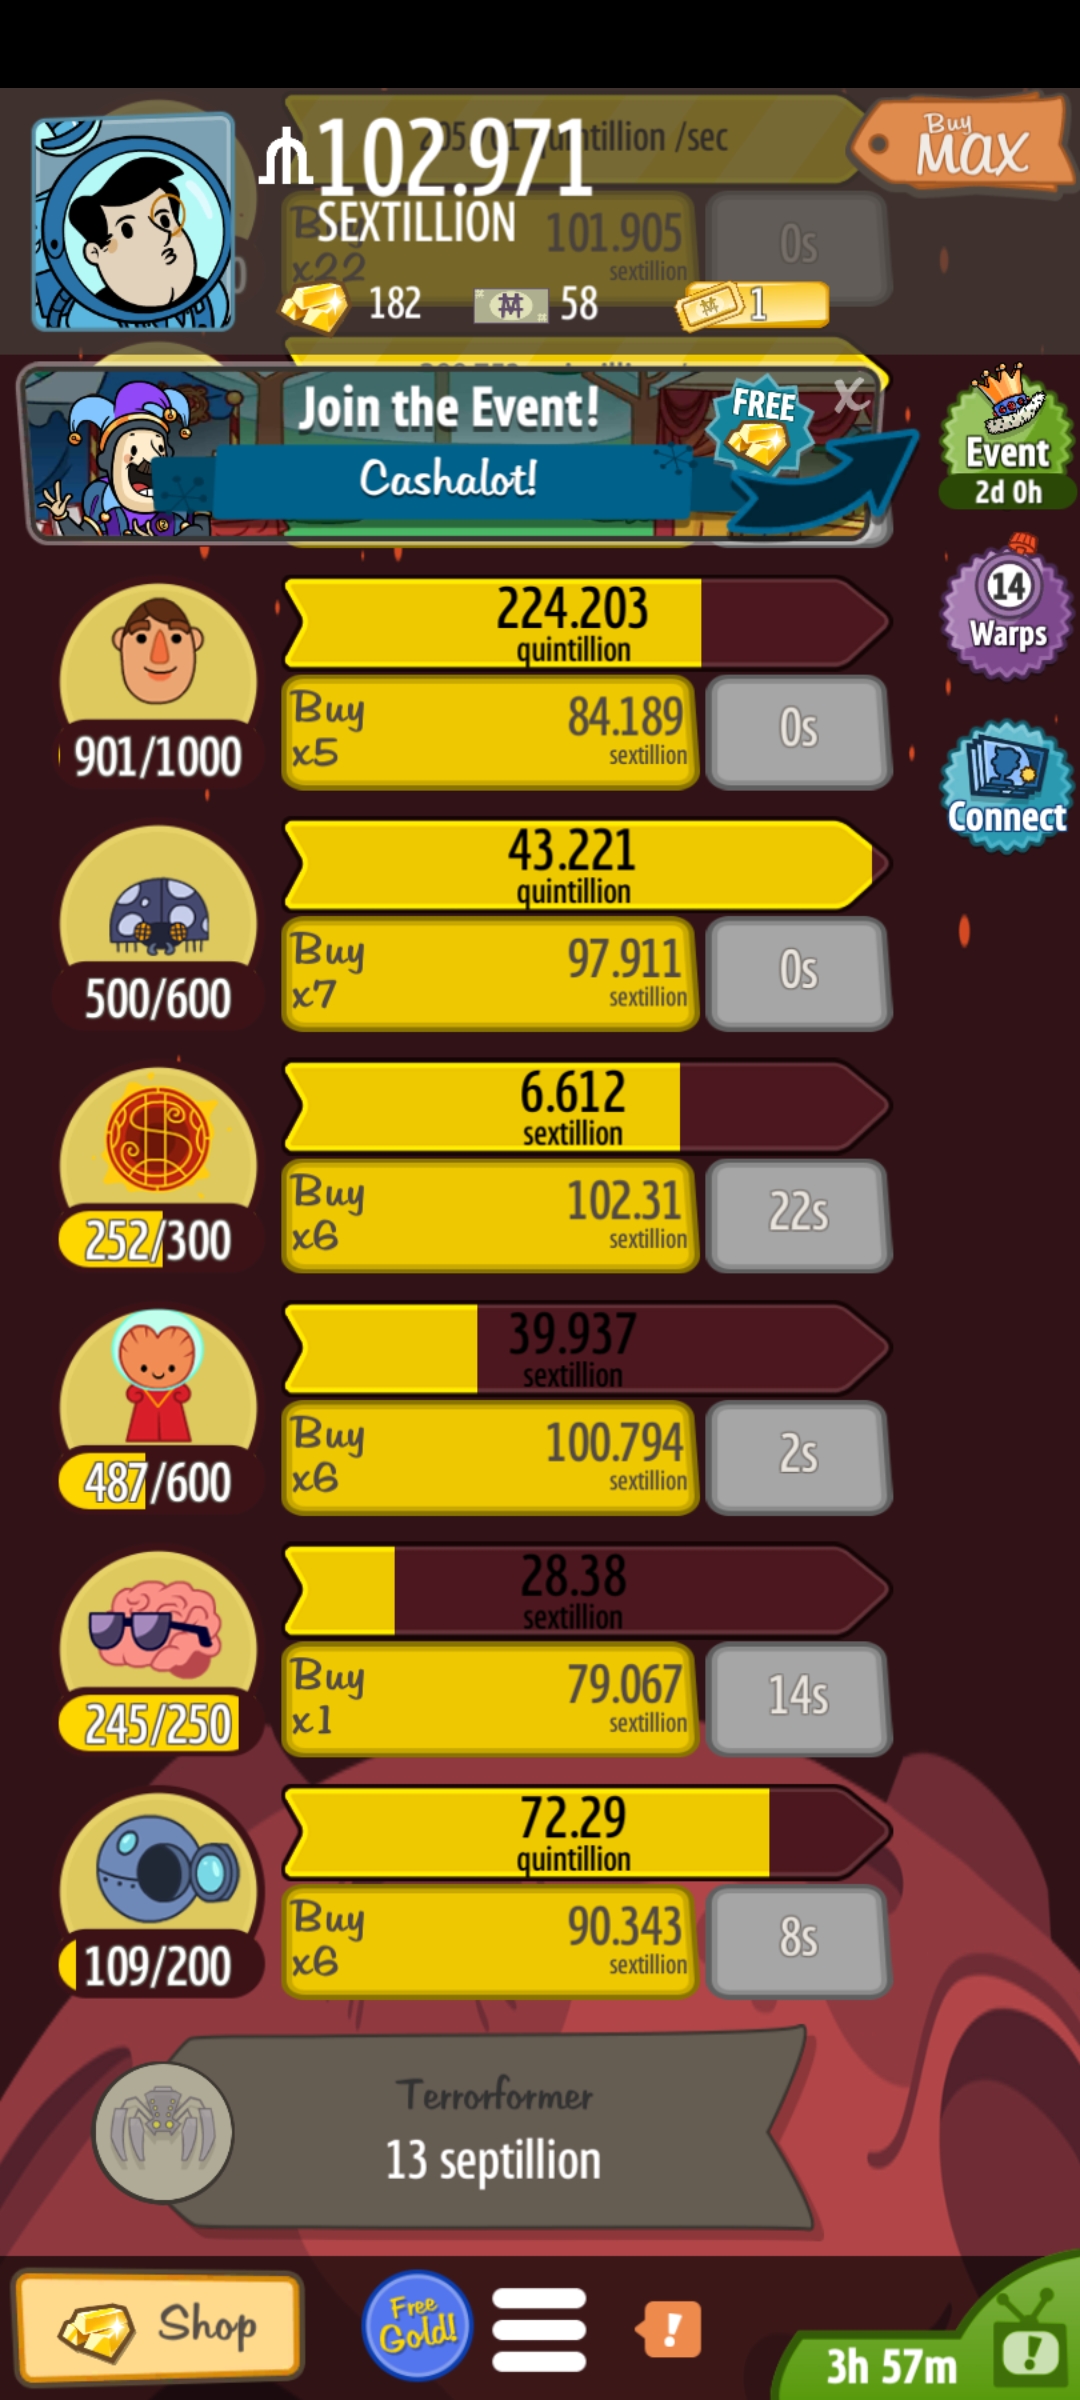 102.971
SEXTILLION
Buy
MAX
quintillion /sec
Buy
x22
101.905
sextillion
0s
182
58
1
Join the Event!
Cashalot!
FREE
X
Event
2d 0h
14
Warps
Connect
224.203
quintillion
901/1000
Buy
x5
84.189
sextillion
0s
43.221
quintillion
500/600
Buy
x7
97.911
sextillion
0s
6.612
sextillion
252/300
Buy
x6
102.31
sextillion
22s
39.937
sextillion
487/600
Buy
x6
100.794
sextillion
2s
28.38
sextillion
245/250
Buy
x1
79.067
sextillion
14s
72.29
quintillion
109/200
Buy
x6
90.343
sextillion
8s
Terrorformer
13 septillion
Shop
Free
Gold!
!
3h 57m
!